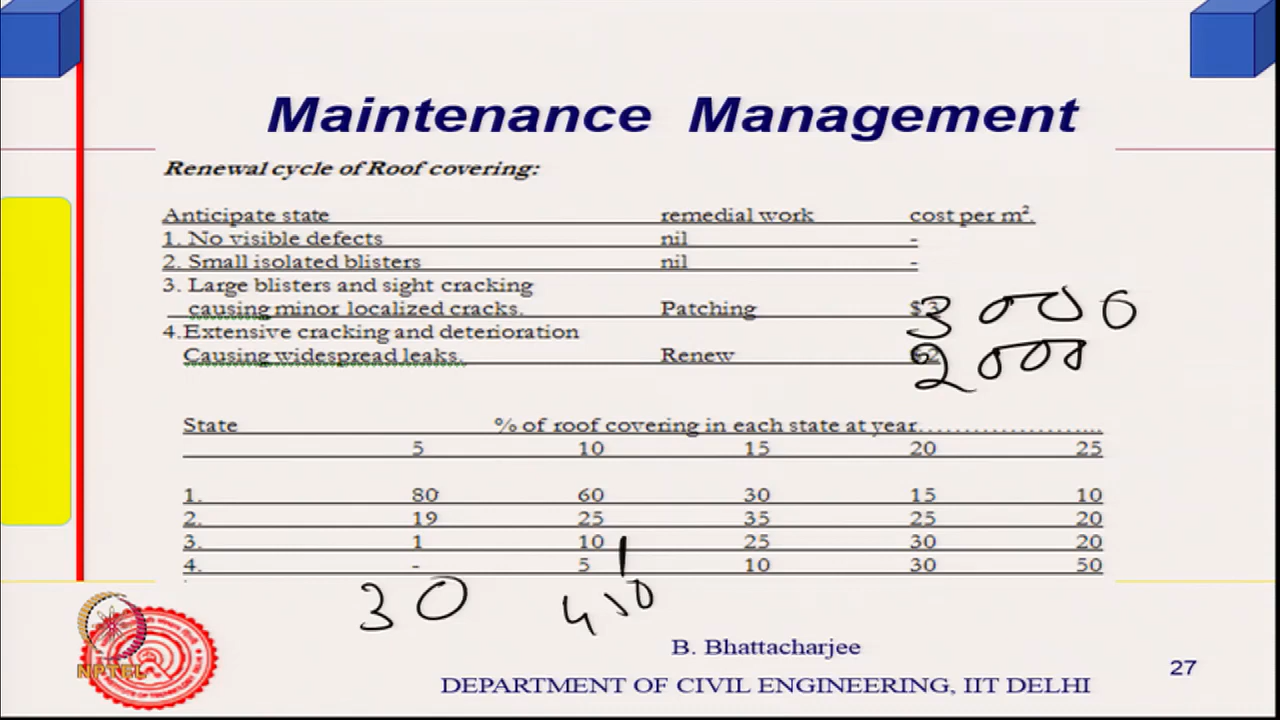 Maintenance Management
Renewal cycle of Roof covering:
Anticipate state remedial work cost per m².
1. No visible defects nil -
2. Small isolated blisters nil -
3. Large blisters and sight cracking
causing minor localized cracks. Patching 3000
4.Extensive cracking and deterioration
Causing widespread leaks. Renew 2000
State % of roof covering in each state at year………………....
5 10 15 20 25
1. 80 60 30 15 10
2. 19 25 35 25 20
3. 1 10 25 30 20
4. - 5 10 30 50
30
NPTEL
B. Bhattacharjee
DEPARTMENT OF CIVIL ENGINEERING, IIT DELHI
27